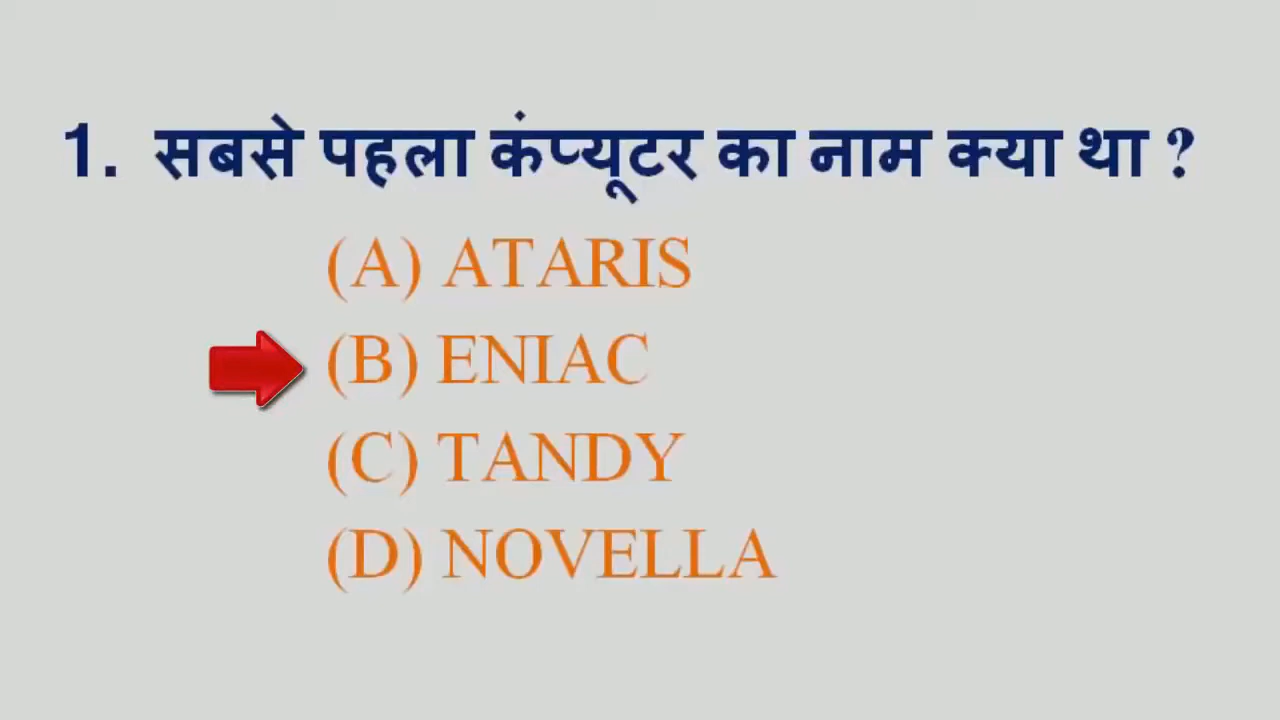 1. सबसे पहला कंप्यूटर का नाम क्या था ?
(A) ATARIS
(B) ENIAC
(C) TANDY
(D) NOVELLA